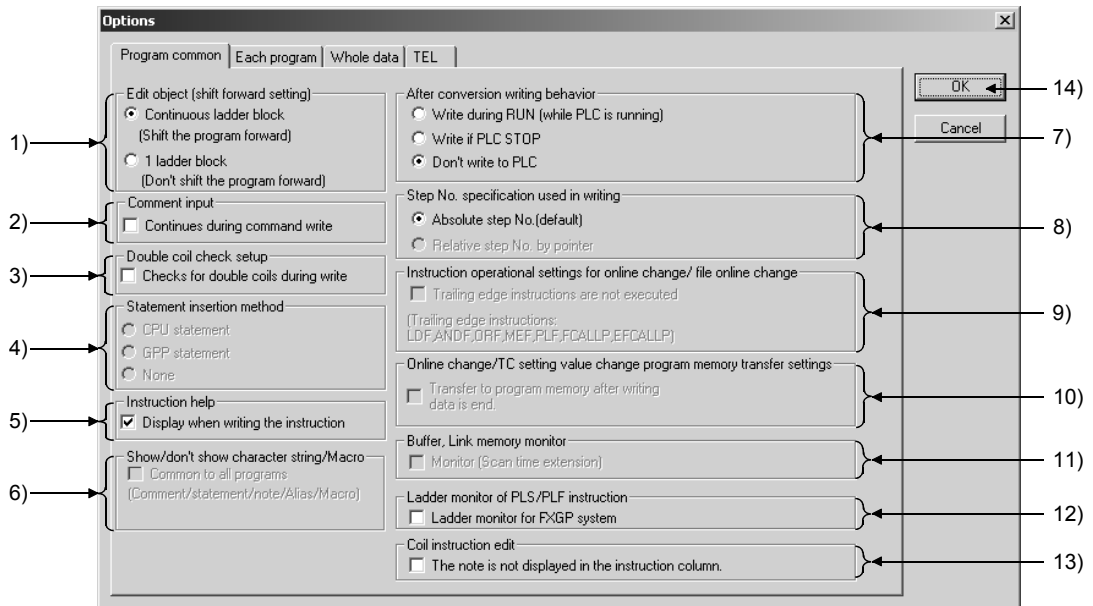 Options
Program common Each program Whole data TEL
1)
Edit object (shift forward setting)
Continuous ladder block
(Shift the program forward)
1 ladder block
(Don't shift the program forward)
2)
Comment input
Continues during command write
3)
Double coil check setup
Checks for double coils during write
4)
Statement insertion method
CPU statement
GPP statement
None
5)
Instruction help
Display when writing the instruction
6)
Show/don't show character string/Macro
Common to all programs
(Comment/statement/note/Alias/Macro)
After conversion writing behavior
Write during RUN (while PLC is running)
Write if PLC STOP
Don't write to PLC
7)
Step No. specification used in writing
Absolute step No.(default)
Relative step No. by pointer
8)
Instruction operational settings for online change/ file online change
Trailing edge instructions are not executed
(Trailing edge instructions:
LDF,ANDF,ORF,MEF,PLF,FCALLP,EFCALLP)
9)
Online change/TC setting value change program memory transfer settings
Transfer to program memory after writing
data is end.
10)
Buffer, Link memory monitor
Monitor (Scan time extension)
11)
Ladder monitor of PLS/PLF instruction
Ladder monitor for FXGP system
12)
Coil instruction edit
The note is not displayed in the instruction column.
13)
OK
14)
Cancel